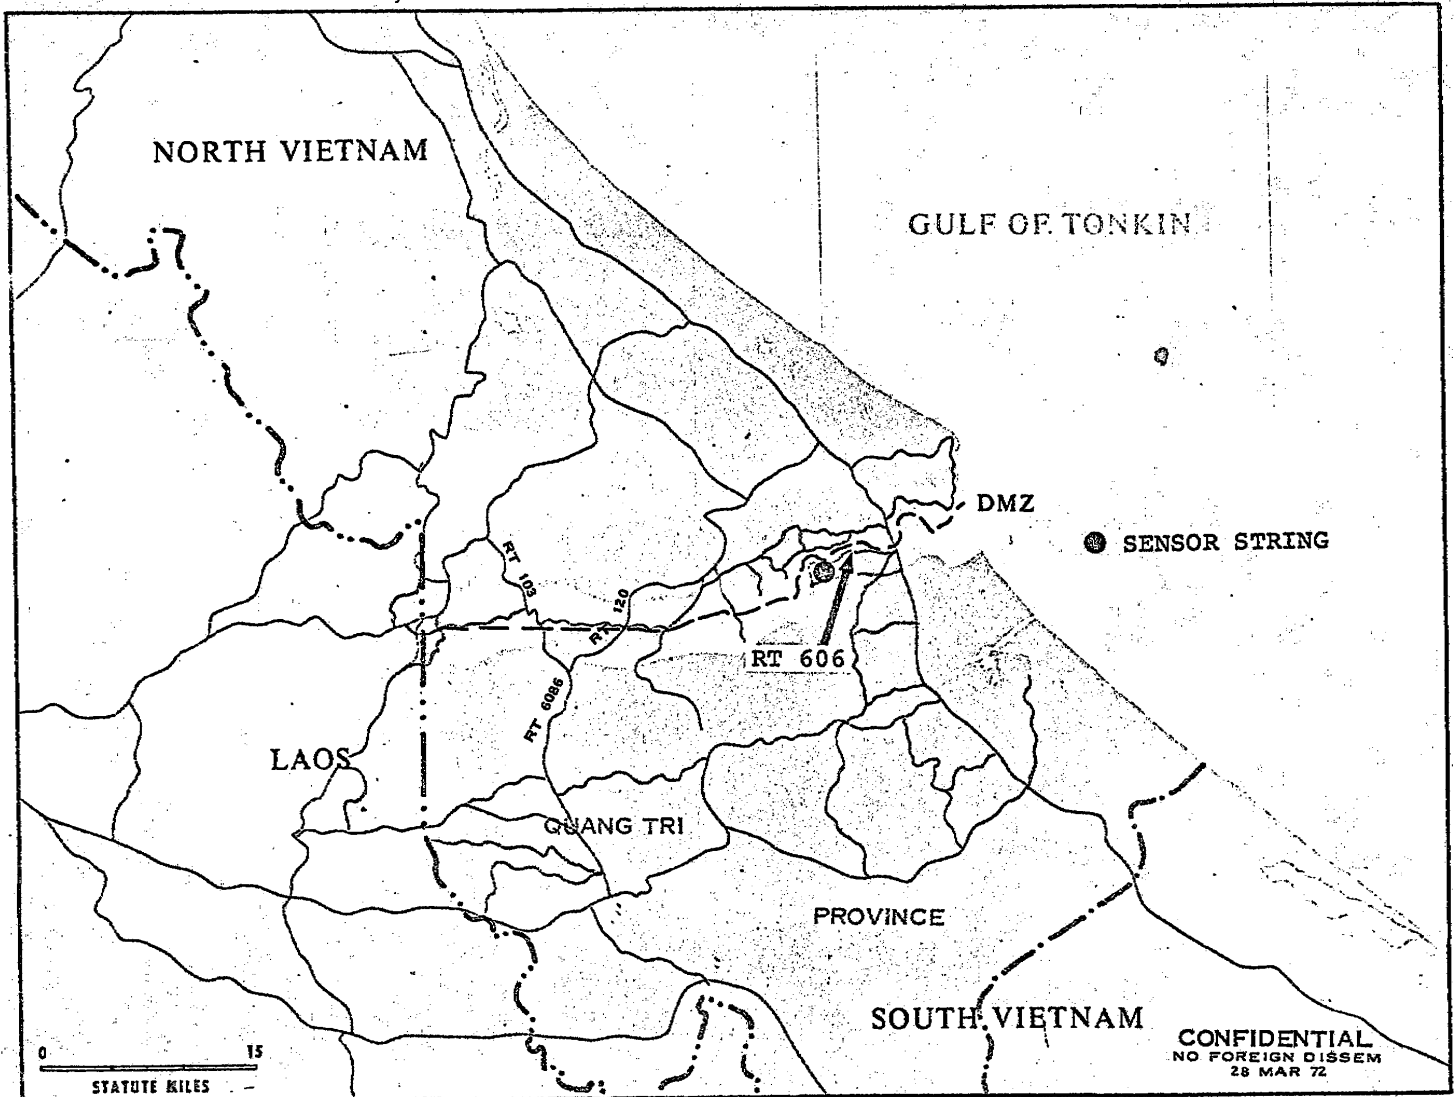 NORTH VIETNAM
GULF OF TONKIN
DMZ
SENSOR STRING
RT 103
RT 120
RT 606
RT 6086
LAOS
QUANG TRI
PROVINCE
SOUTH VIETNAM
CONFIDENTIAL
NO FOREIGN DISSEM
28 MAR 72
0 15
STATUTE MILES